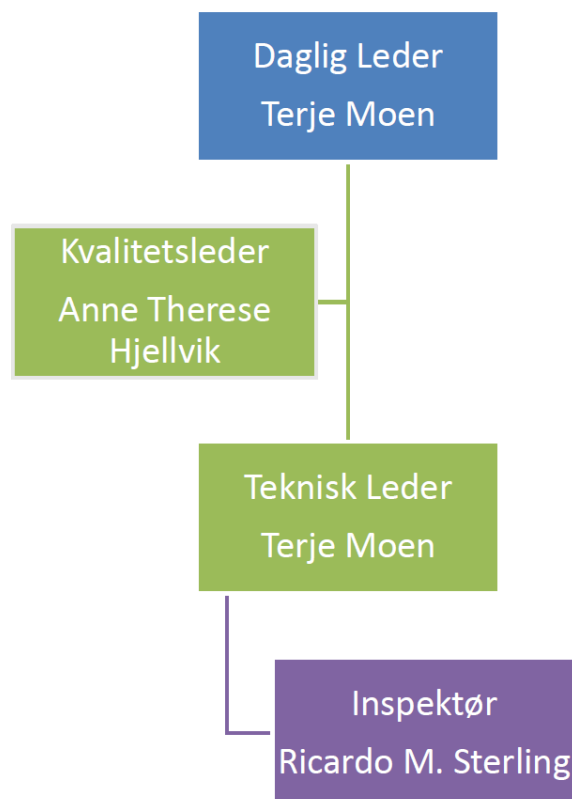 Daglig Leder
Terje Moen
Kvalitetsleder
Anne Therese
Hjellvik
Teknisk Leder
Terje Moen
Inspektør
Ricardo M. Sterling